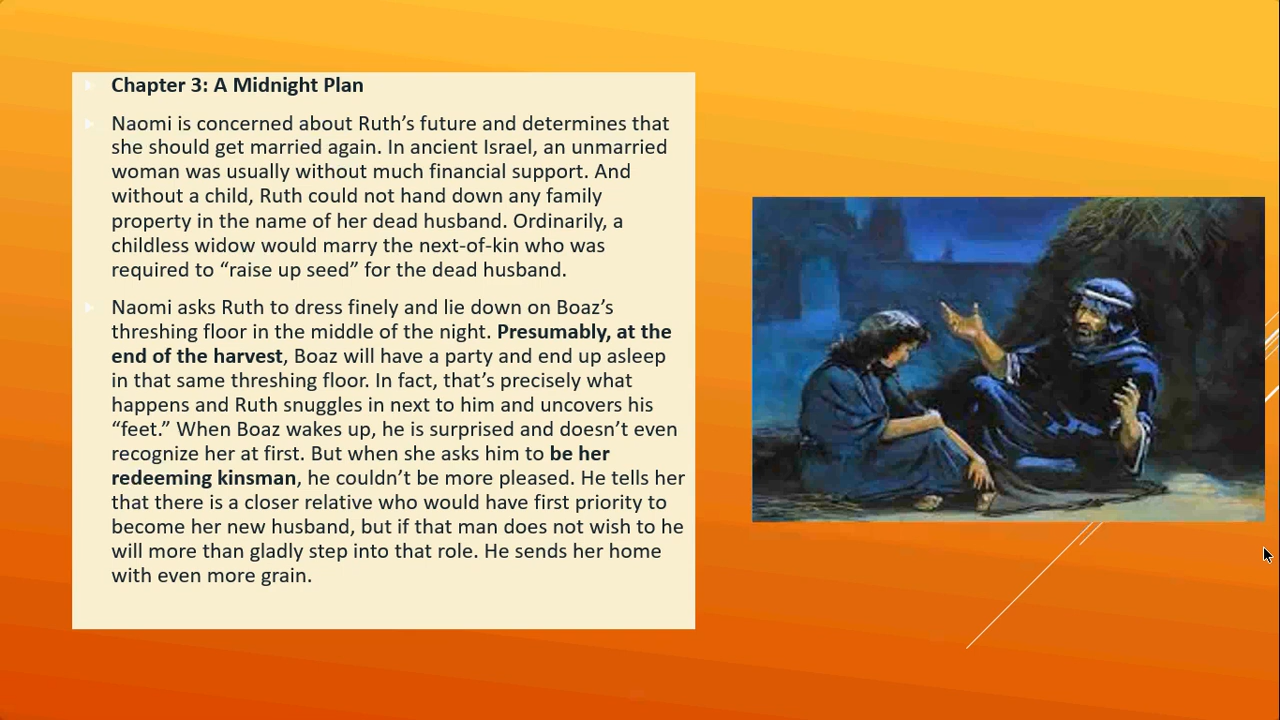 Chapter 3: A Midnight Plan
Naomi is concerned about Ruth’s future and determines that
she should get married again. In ancient Israel, an unmarried
woman was usually without much financial support. And
without a child, Ruth could not hand down any family
property in the name of her dead husband. Ordinarily, a
childless widow would marry the next-of-kin who was
required to “raise up seed” for the dead husband.
Naomi asks Ruth to dress finely and lie down on Boaz’s
threshing floor in the middle of the night. Presumably, at the
end of the harvest, Boaz will have a party and end up asleep
in that same threshing floor. In fact, that’s precisely what
happens and Ruth snuggles in next to him and uncovers his
“feet.” When Boaz wakes up, he is surprised and doesn’t even
recognize her at first. But when she asks him to be her
redeeming kinsman, he couldn’t be more pleased. He tells her
that there is a closer relative who would have first priority to
become her new husband, but if that man does not wish to he
will more than gladly step into that role. He sends her home
with even more grain.